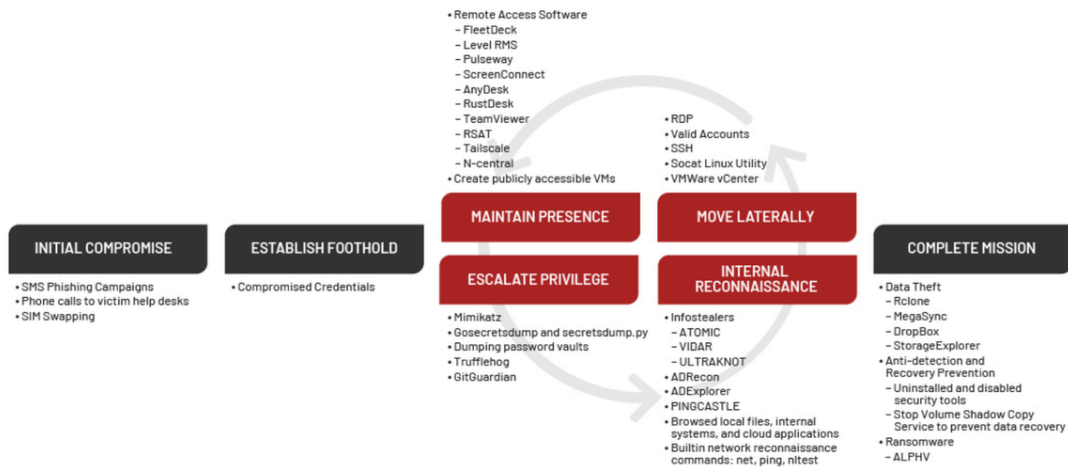 INITIAL COMPROMISE
• SMS Phishing Campaigns
• Phone calls to victim help desks
• SIM Swapping
ESTABLISH FOOTHOLD
• Compromised Credentials
• Remote Access Software
– FleetDeck
– Level RMS
– Pulseway
– ScreenConnect
– AnyDesk
– RustDesk
– TeamViewer
– RSAT
– Tailscale
– N-central
• Create publicly accessible VMs
MAINTAIN PRESENCE
• RDP
• Valid Accounts
• SSH
• Socat Linux Utility
• VMWare vCenter
MOVE LATERALLY
ESCALATE PRIVILEGE
• Mimikatz
• Gosecretsdump and secretsdump.py
• Dumping password vaults
• Trufflehog
• GitGuardian
INTERNAL
RECONNAISSANCE
• Infostealers
– ATOMIC
– VIDAR
– ULTRAKNOT
• ADRecon
• ADExplorer
• PINGCASTLE
• Browsed local files, internal
systems, and cloud applications
• Builtin network reconnaissance
commands: net, ping, nltest
COMPLETE MISSION
• Data Theft
– Rclone
– MegaSync
– DropBox
– StorageExplorer
• Anti-detection and
Recovery Prevention
– Uninstalled and disabled
security tools
– Stop Volume Shadow Copy
Service to prevent data recovery
• Ransomware
– ALPHV